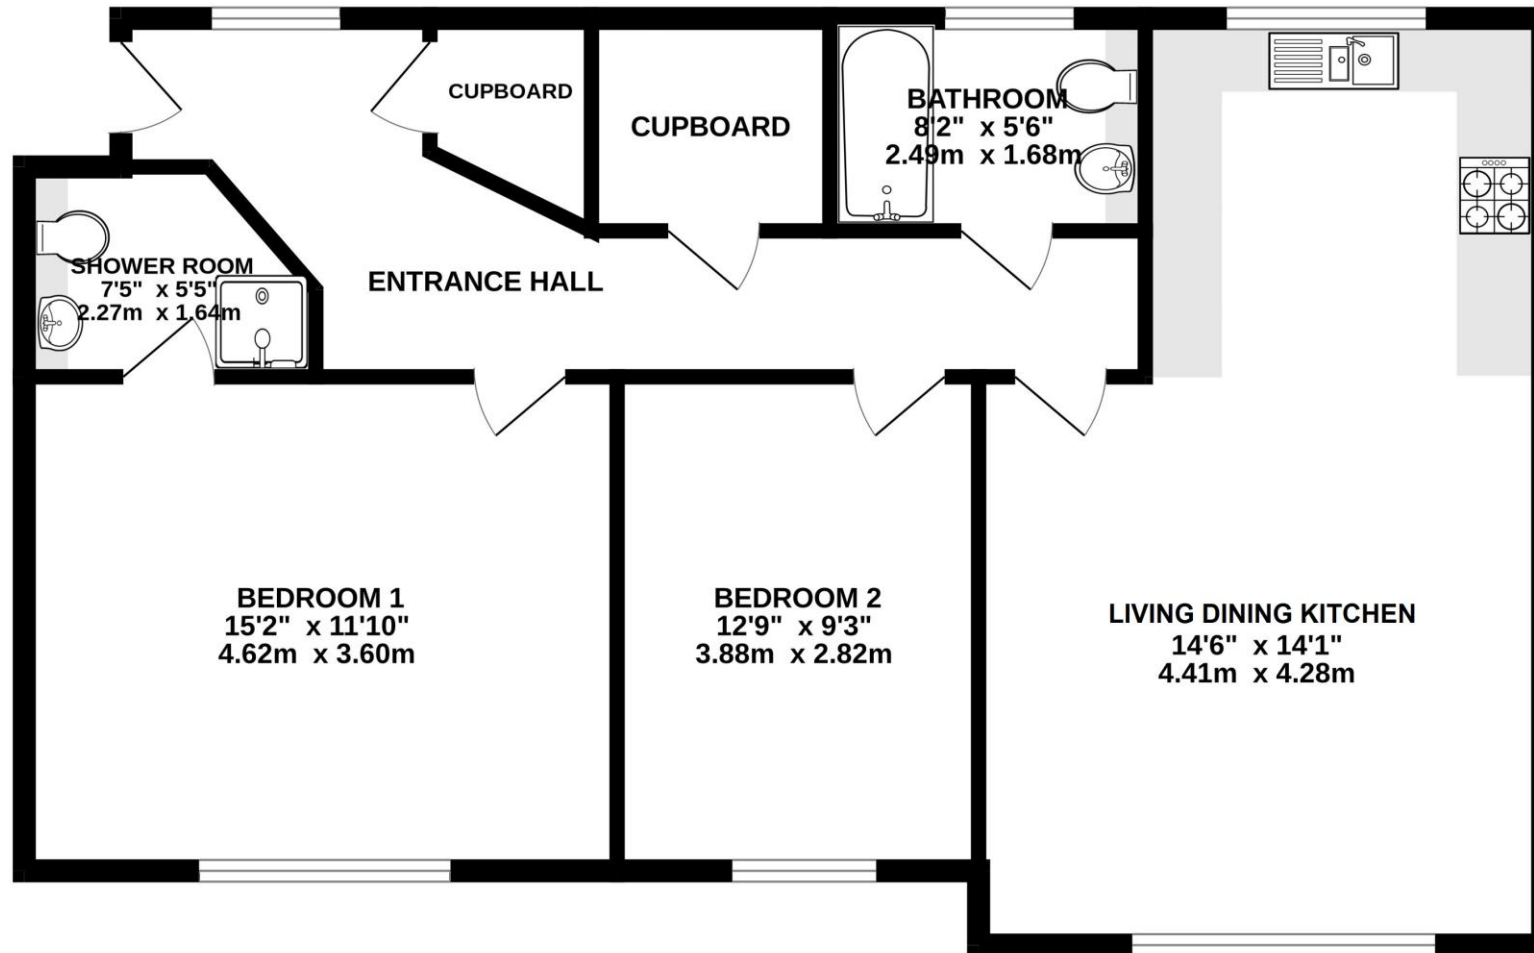 CUPBOARD
CUPBOARD
BATHROOM
8'2" x 5'6"
2.49m x 1.68m
SHOWER ROOM
7'5" x 5'5"
2.27m x 1.64m
ENTRANCE HALL
BEDROOM 1
15'2" x 11'10"
4.62m x 3.60m
BEDROOM 2
12'9" x 9'3"
3.88m x 2.82m
LIVING DINING KITCHEN
14'6" x 14'1"
4.41m x 4.28m